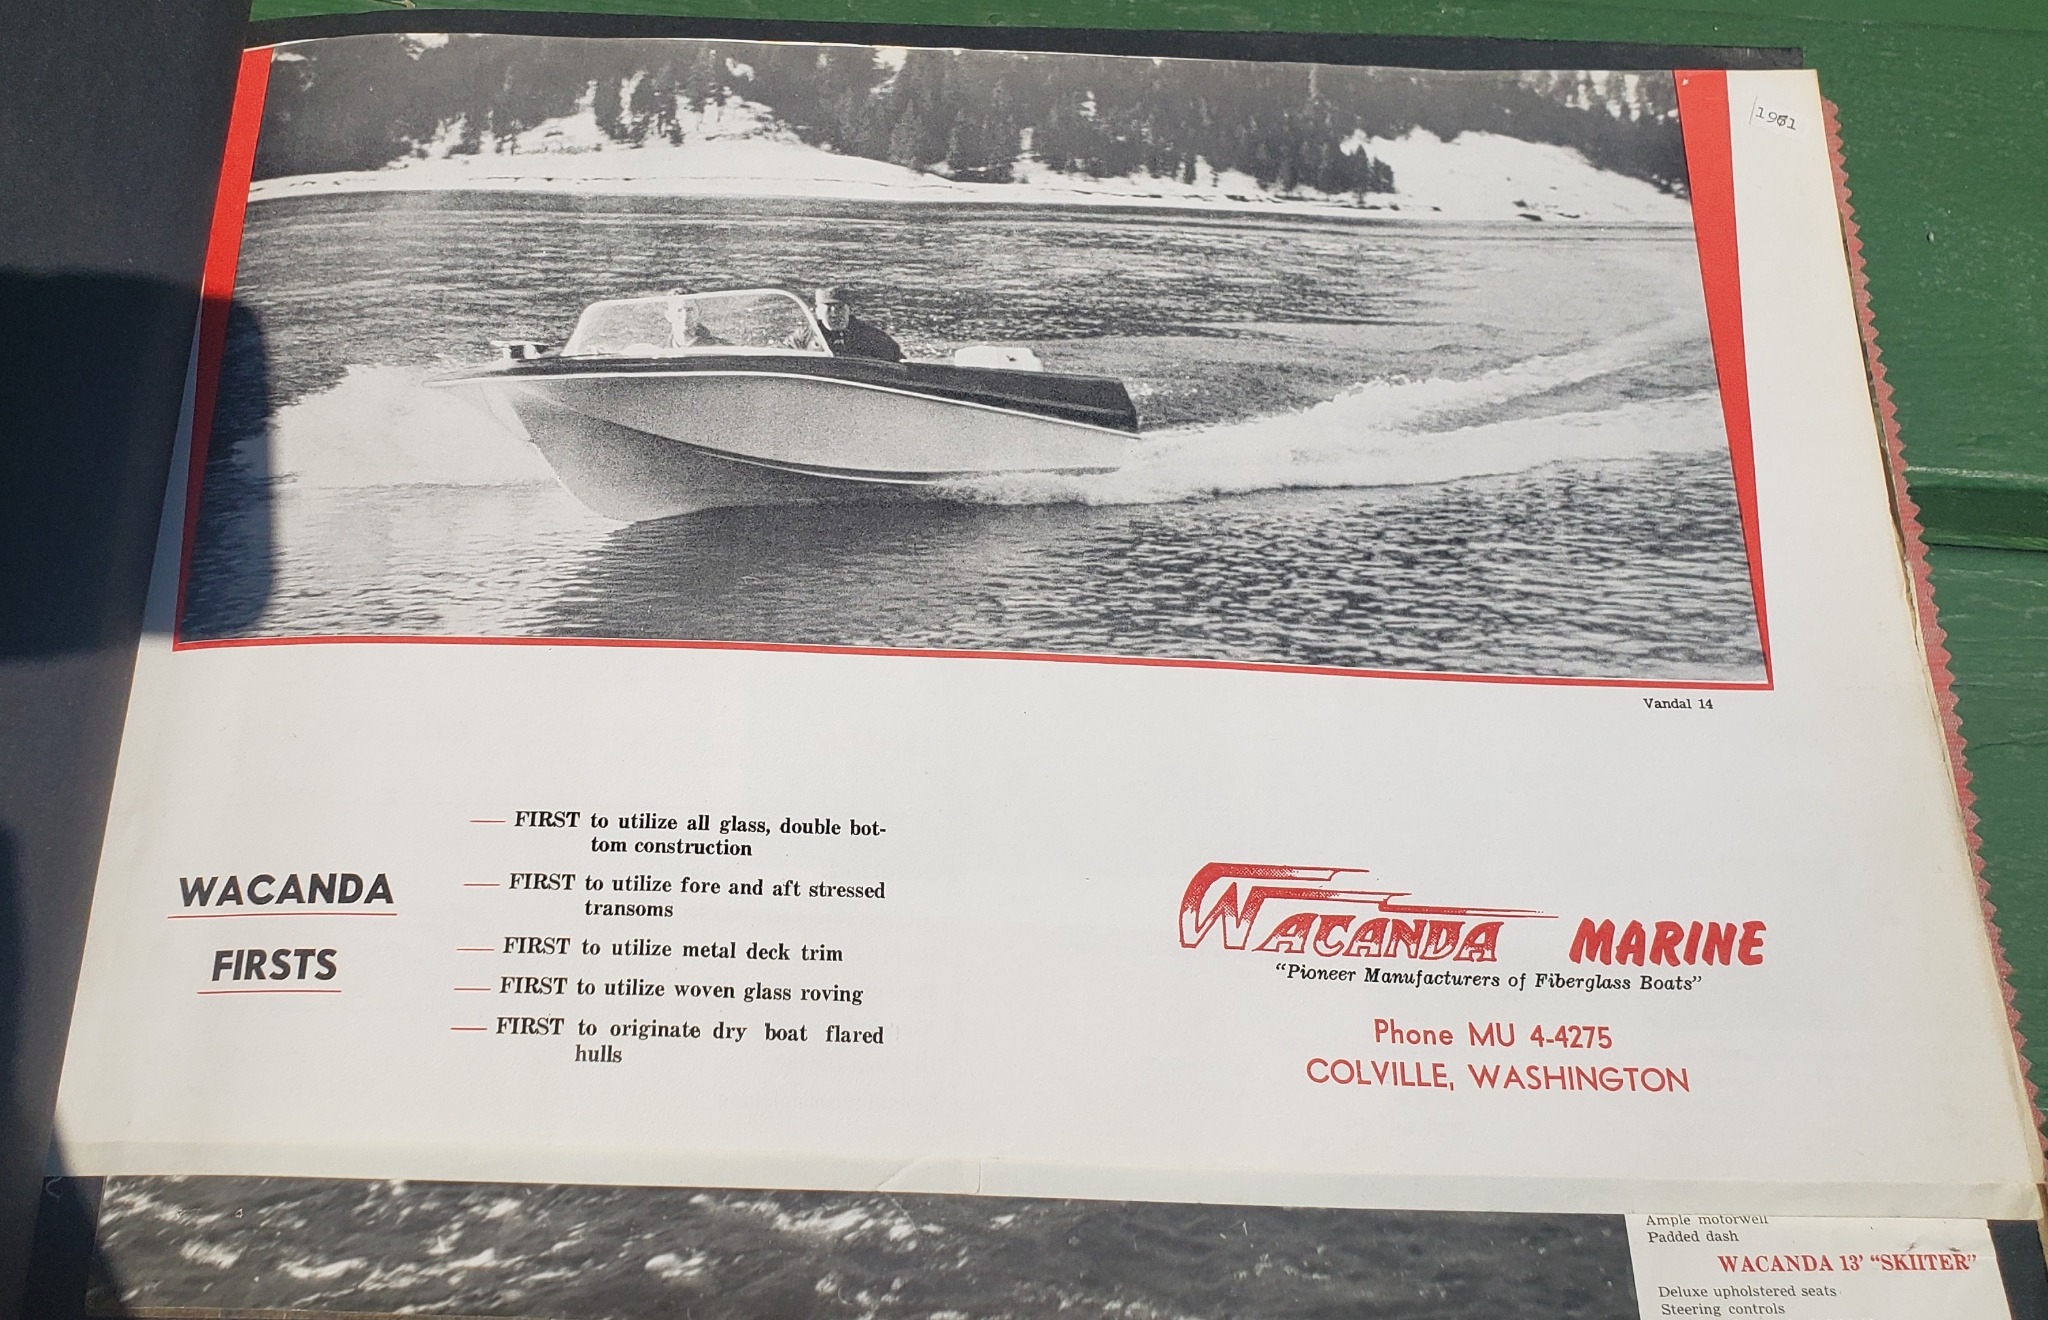 1961
Vandal 14
WACANDA
FIRSTS
— FIRST to utilize all glass, double bot-
tom construction
— FIRST to utilize fore and aft stressed
transoms
— FIRST to utilize metal deck trim
— FIRST to utilize woven glass roving
— FIRST to originate dry boat flared
hulls
WACANDA MARINE
“Pioneer Manufacturers of Fiberglass Boats”
Phone MU 4-4275
COLVILLE, WASHINGTON
Ample motorwell
Padded dash
WACANDA 13' “SKIITER”
Deluxe upholstered seats
Steering controls